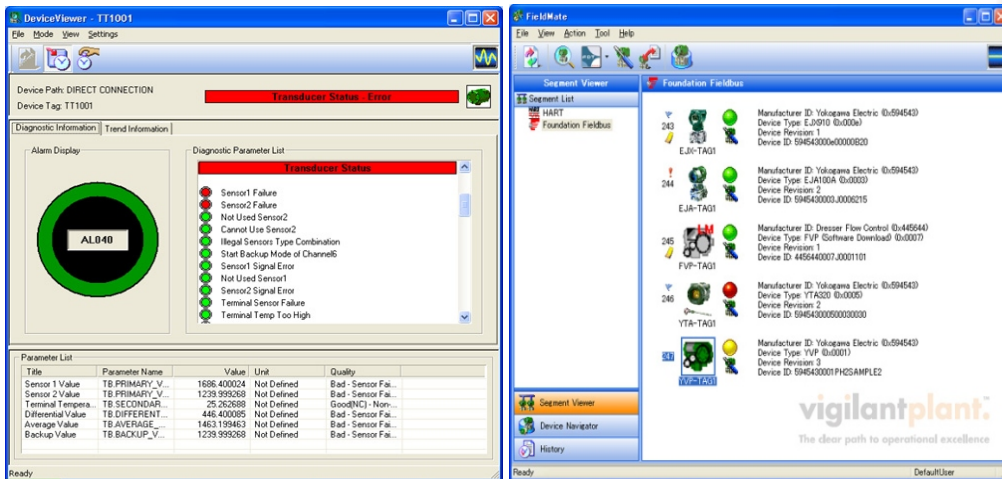 DeviceViewer - TT1001
File Mode View Settings
Device Path: DIRECT CONNECTION
Device Tag: TT1001
Transducer Status - Error
Diagnostic Information Trend Information
Alarm Display
AL040
Diagnostic Parameter List
Transducer Status
Sensor1 Failure
Sensor2 Failure
Not Used Sensor2
Cannot Use Sensor2
Illegal Sensors Type Combination
Start Backup Mode of Channel6
Sensor1 Signal Error
Not Used Sensor1
Sensor2 Signal Error
Terminal Sensor Failure
Terminal Temp Too High
Parameter List
Title Parameter Name Value Unit Quality
Sensor 1 Value TB.PRIMARY_V... 1686.400024 Not Defined Bad - Sensor Fai...
Sensor 2 Value TB.PRIMARY_V... 1239.999268 Not Defined Bad - Sensor Fai...
Terminal Tempera... TB.SECONDAR... 25.262688 Not Defined Good(NC) - Non-...
Differential Value TB.DIFFERENT... 446.400085 Not Defined Bad - Sensor Fai...
Average Value TB.AVERAGE_... 1463.199463 Not Defined Bad - Sensor Fai...
Backup Value TB.BACKUP_V... 1239.999268 Not Defined Bad - Sensor Fai...
Ready
FieldMate
File View Action Tool Help
Segment Viewer
Segment List
HART
Foundation Fieldbus
Segment Viewer
Device Navigator
History
Foundation Fieldbus
243
EJX-TAG1
Manufacturer ID: Yokogawa Electric (0x594543)
Device Type: EJX910 (0x000e)
Device Revision: 1
Device ID: 594543000e00000B20
244
EJA-TAG1
Manufacturer ID: Yokogawa Electric (0x594543)
Device Type: EJA100A (0x0003)
Device Revision: 2
Device ID: 5945430003J0006215
245
FVP-TAG1
Manufacturer ID: Dresser Flow Control (0x445644)
Device Type: FVP (Software Download) (0x0007)
Device Revision: 1
Device ID: 4456440007J0001101
246
YTA-TAG1
Manufacturer ID: Yokogawa Electric (0x594543)
Device Type: YTA320 (0x0005)
Device Revision: 2
Device ID: 594543000500030030
247
YVP-TAG1
Manufacturer ID: Yokogawa Electric (0x594543)
Device Type: YVP (0x0001)
Device Revision: 3
Device ID: 5945430001PH2SAMPLE2
vigilantplant.
The clear path to operational excellence
Ready
DefaultUser